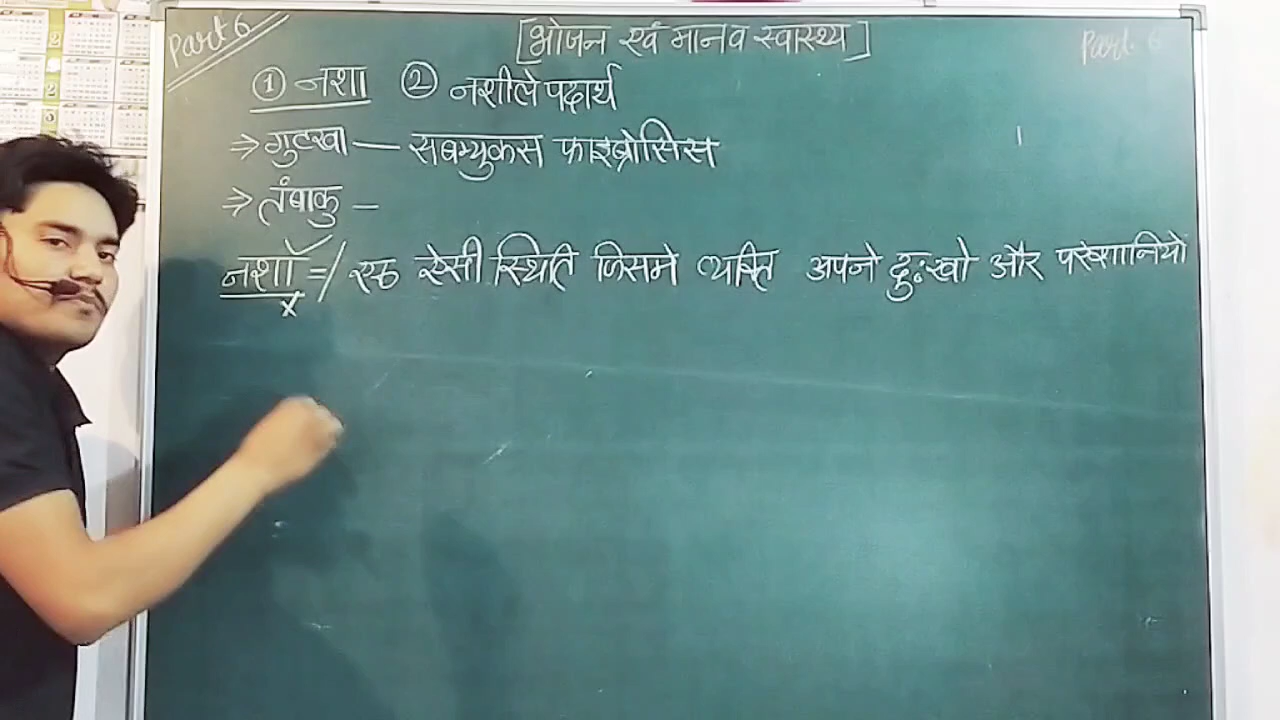 Part 6
[भोजन एवं मानव स्वास्थ्य]
Part. 6
① नशा ② नशीले पदार्थ
⇒ गुटखा — सबम्युकस फाइब्रोसिस
⇒ तंबाकु —
नशा =/ एक ऐसी स्थिति जिसमे व्यक्ति अपने दुःखो और परेशानियो
x